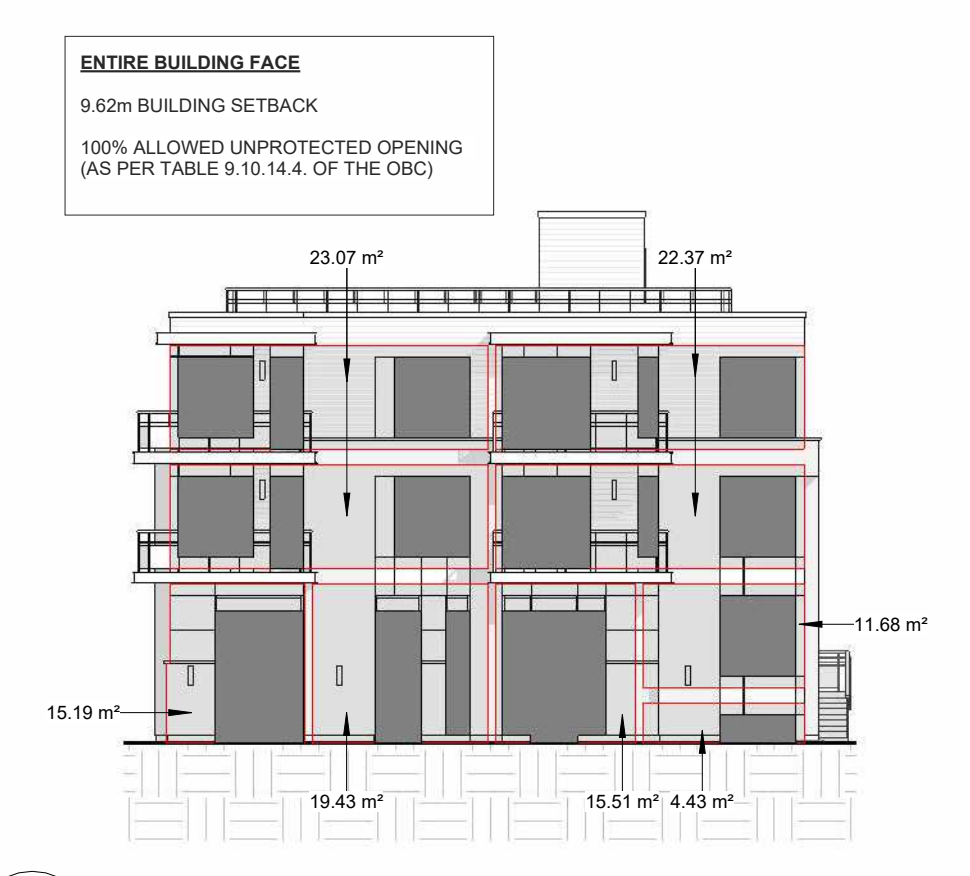 ENTIRE BUILDING FACE
9.62m BUILDING SETBACK
100% ALLOWED UNPROTECTED OPENING
(AS PER TABLE 9.10.14.4. OF THE OBC)
23.07 m²
22.37 m²
11.68 m²
15.19 m²
19.43 m²
15.51 m²
4.43 m²